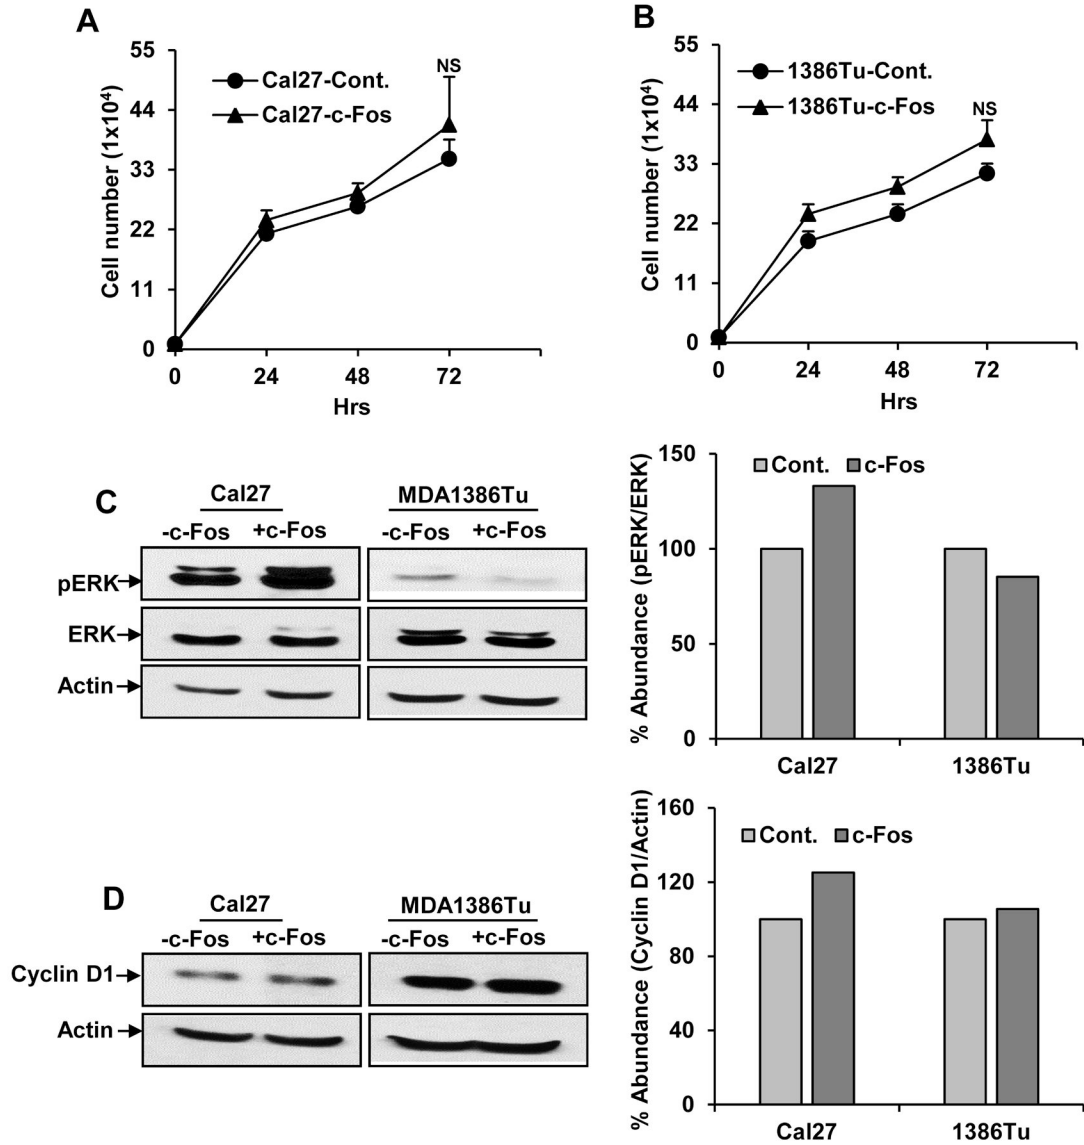 A
55
44
33
22
11
0
Cell number (1x10⁴)
Cal27-Cont.
Cal27-c-Fos
NS
0 24 48 72
Hrs
B
55
44
33
22
11
0
Cell number (1x10⁴)
1386Tu-Cont.
1386Tu-c-Fos
NS
0 24 48 72
Hrs
C
Cal27 MDA1386Tu
-c-Fos +c-Fos -c-Fos +c-Fos
pERK
ERK
Actin
% Abundance (pERK/ERK)
150
100
50
0
Cont. c-Fos
Cal27 1386Tu
D
Cal27 MDA1386Tu
-c-Fos +c-Fos -c-Fos +c-Fos
Cyclin D1
Actin
% Abundance (Cyclin D1/Actin)
160
120
80
40
0
Cont. c-Fos
Cal27 1386Tu